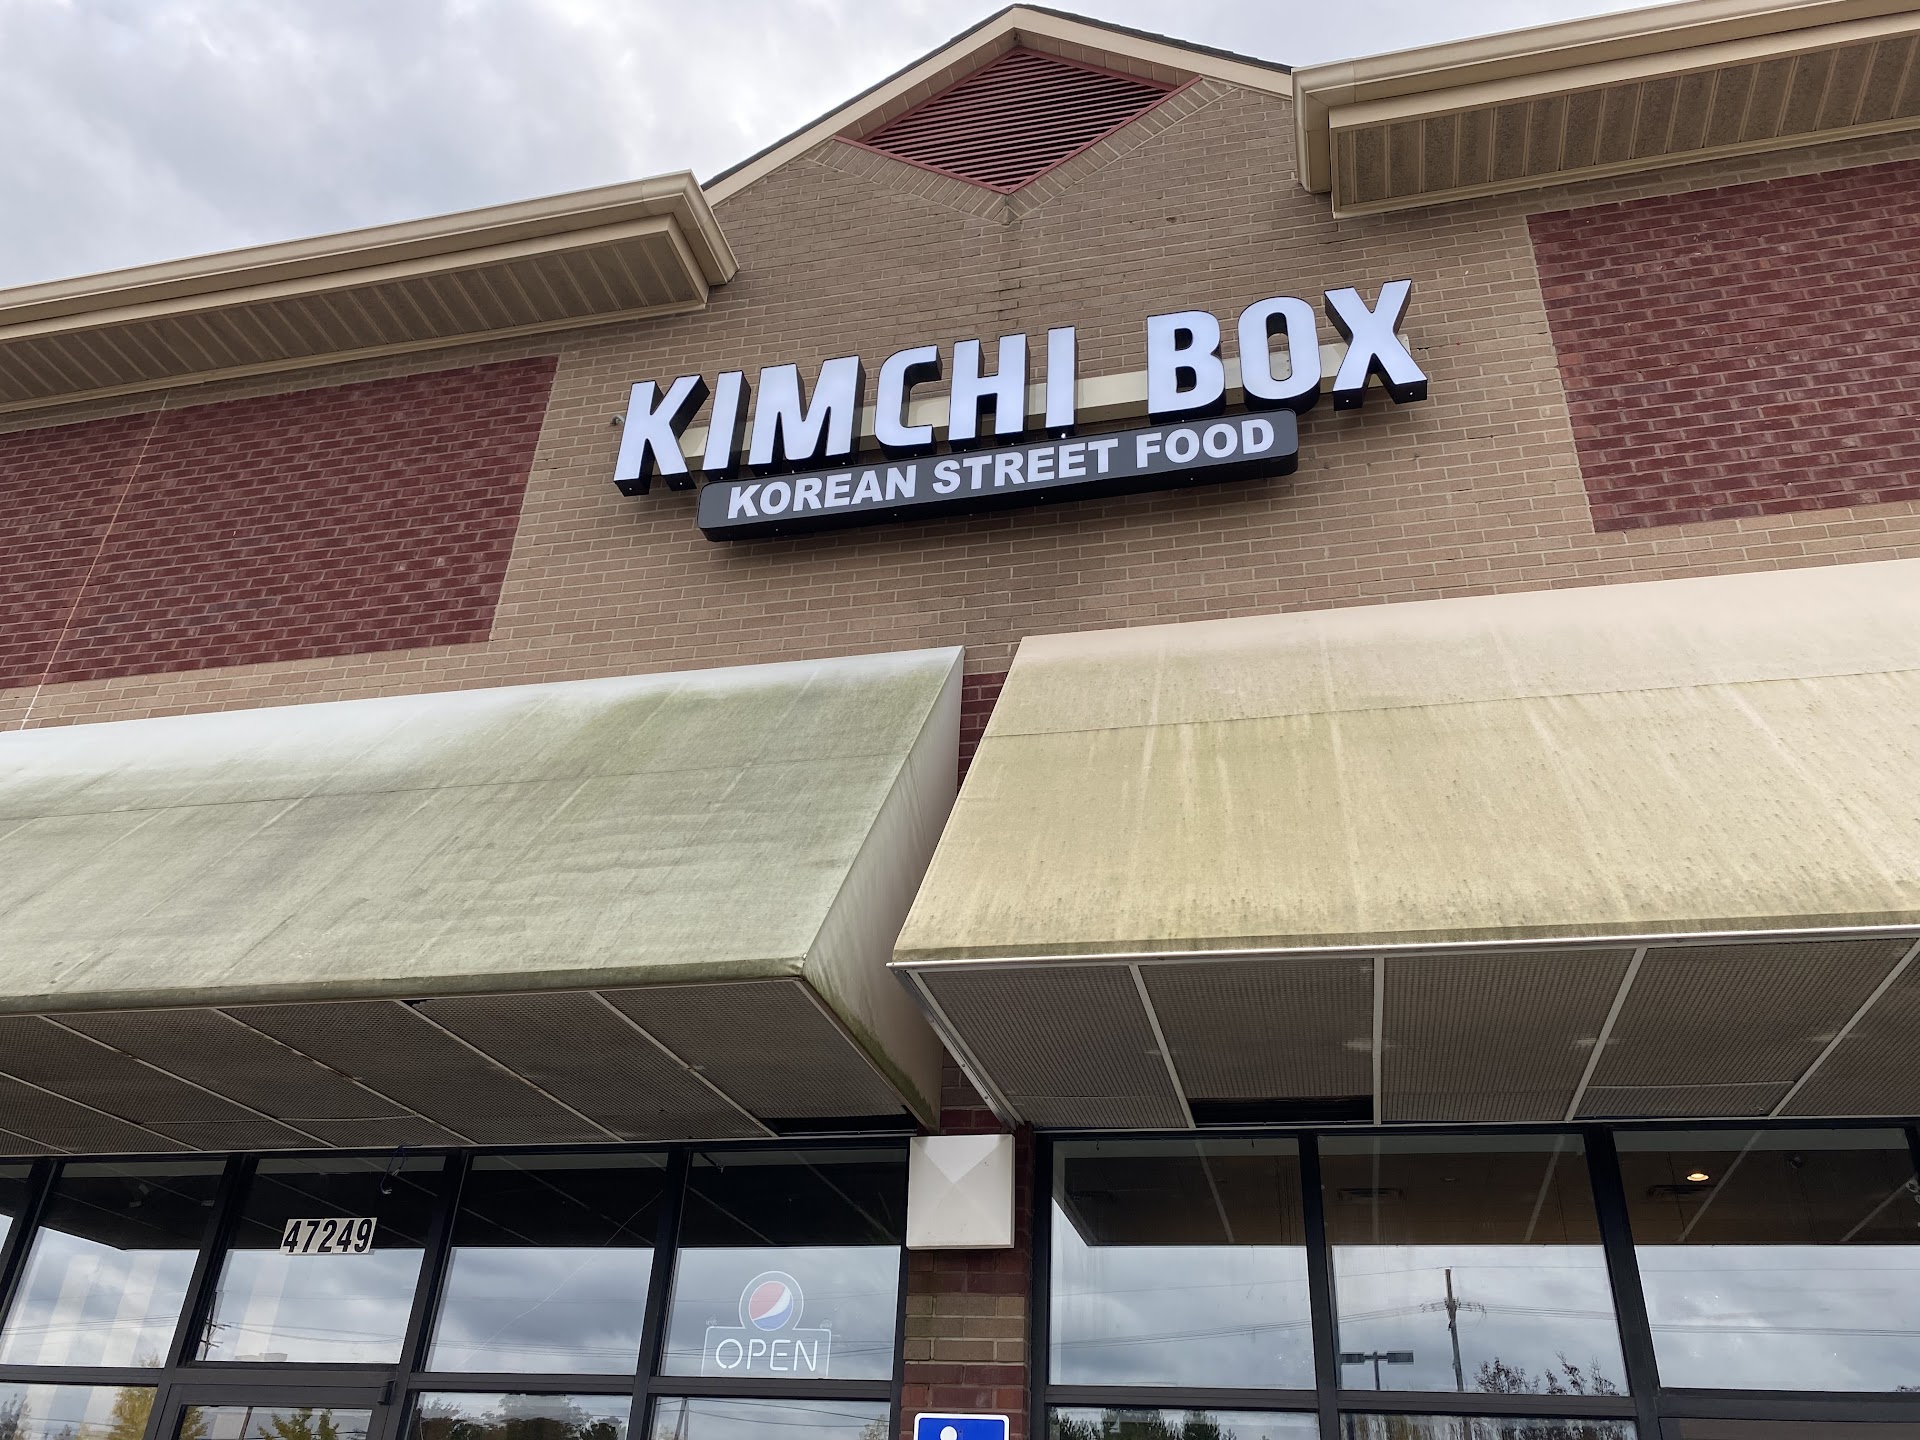 KIMCHI BOX
KOREAN STREET FOOD
47249
OPEN